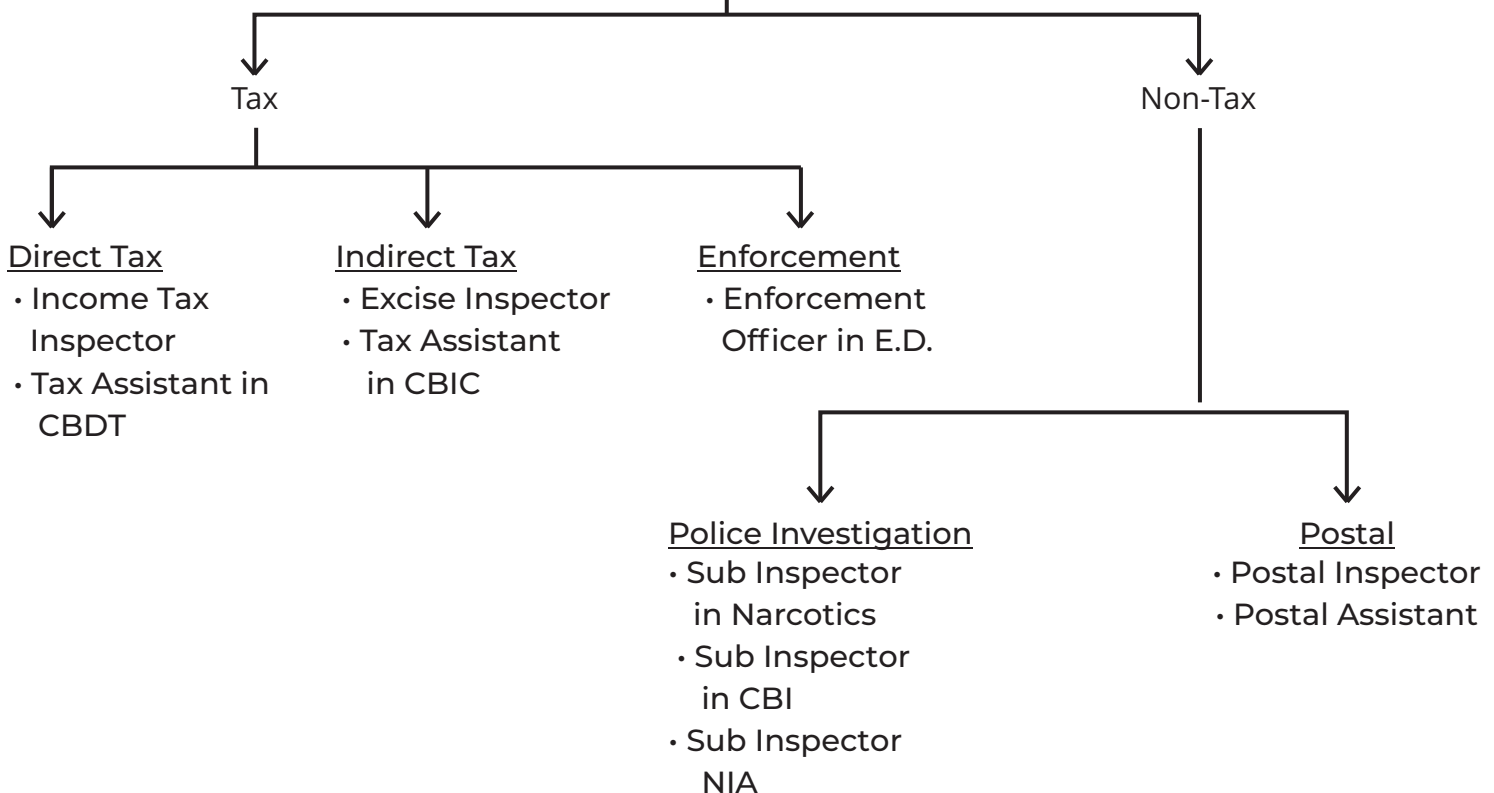 Tax
Non-Tax
Direct Tax
· Income Tax
Inspector
· Tax Assistant in
CBDT
Indirect Tax
· Excise Inspector
· Tax Assistant
in CBIC
Enforcement
· Enforcement
Officer in E.D.
Police Investigation
· Sub Inspector
in Narcotics
· Sub Inspector
in CBI
· Sub Inspector
NIA
Postal
· Postal Inspector
· Postal Assistant